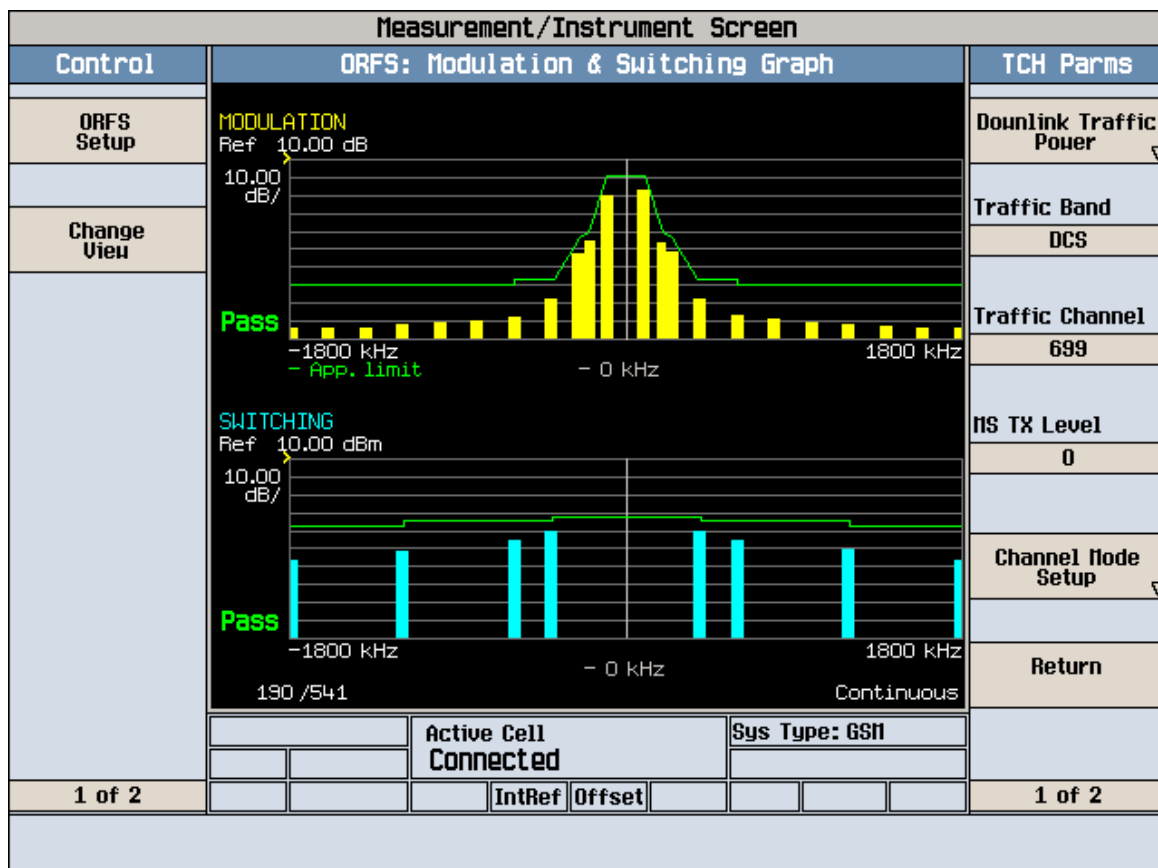 Measurement/Instrument Screen
Control
ORFS: Modulation & Switching Graph
TCH Parms
ORFS
Setup
Change
View
1 of 2
MODULATION
Ref 10.00 dB
10.00
dB/
Pass
-1800 kHz
1800 kHz
- App. limit
- 0 kHz
SWITCHING
Ref 10.00 dBm
10.00
dB/
Pass
-1800 kHz
1800 kHz
- 0 kHz
190 /541
Continuous
Active Cell
Connected
Sys Type: GSM
IntRef
Offset
Downlink Traffic
Power
Traffic Band
DCS
Traffic Channel
699
MS TX Level
0
Channel Mode
Setup
Return
1 of 2